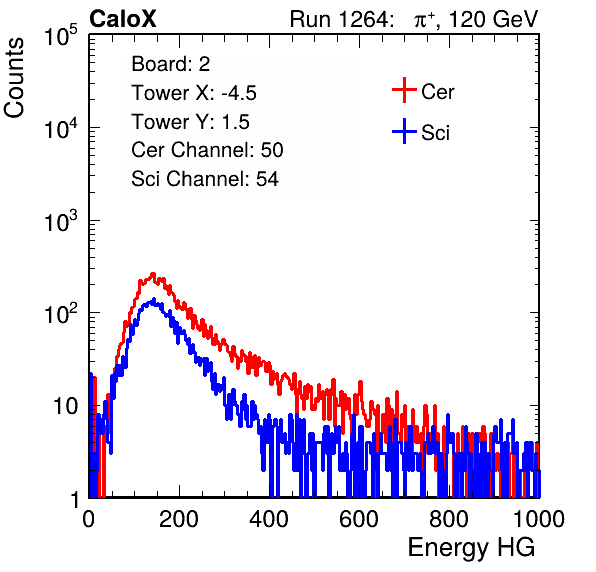 CaloX Run 1264: π⁺, 120 GeV
Counts
Board: 2
Tower X: -4.5
Tower Y: 1.5
Cer Channel: 50
Sci Channel: 54
Cer
Sci
10⁵
10⁴
10³
10²
10
1
0 200 400 600 800 1000
Energy HG